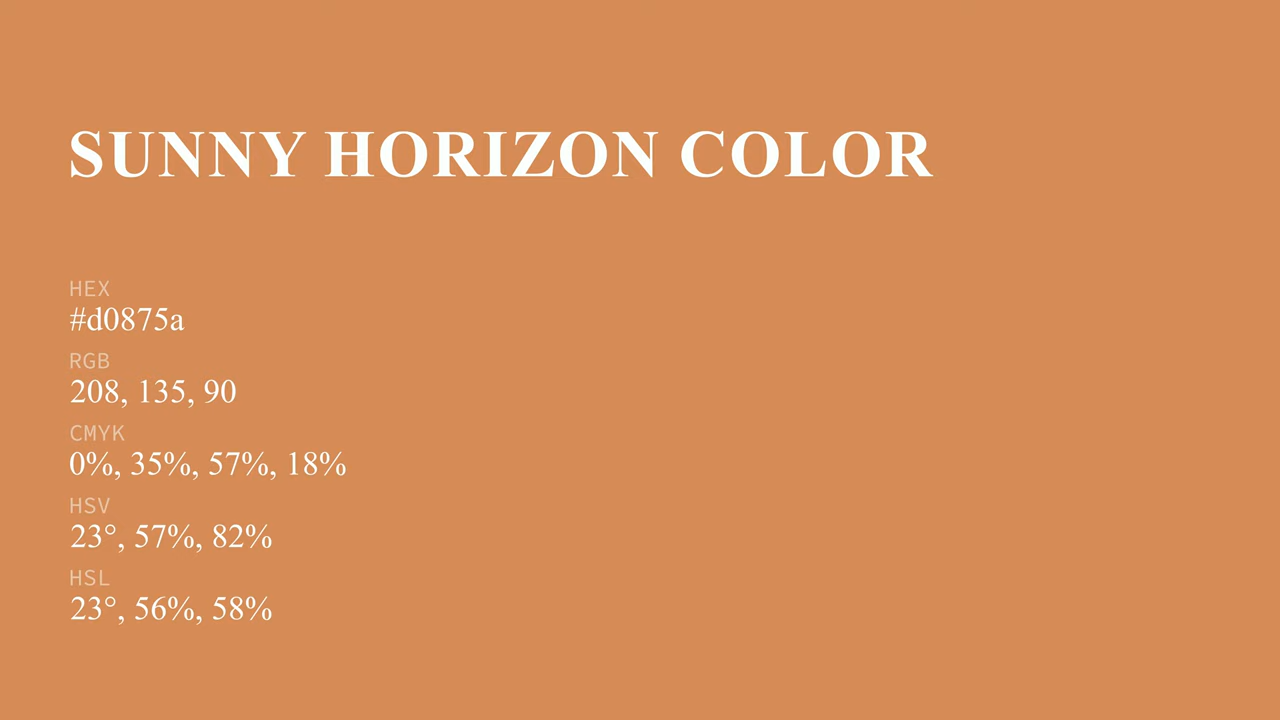 SUNNY HORIZON COLOR
HEX
#d0875a
RGB
208, 135, 90
CMYK
0%, 35%, 57%, 18%
HSV
23°, 57%, 82%
HSL
23°, 56%, 58%